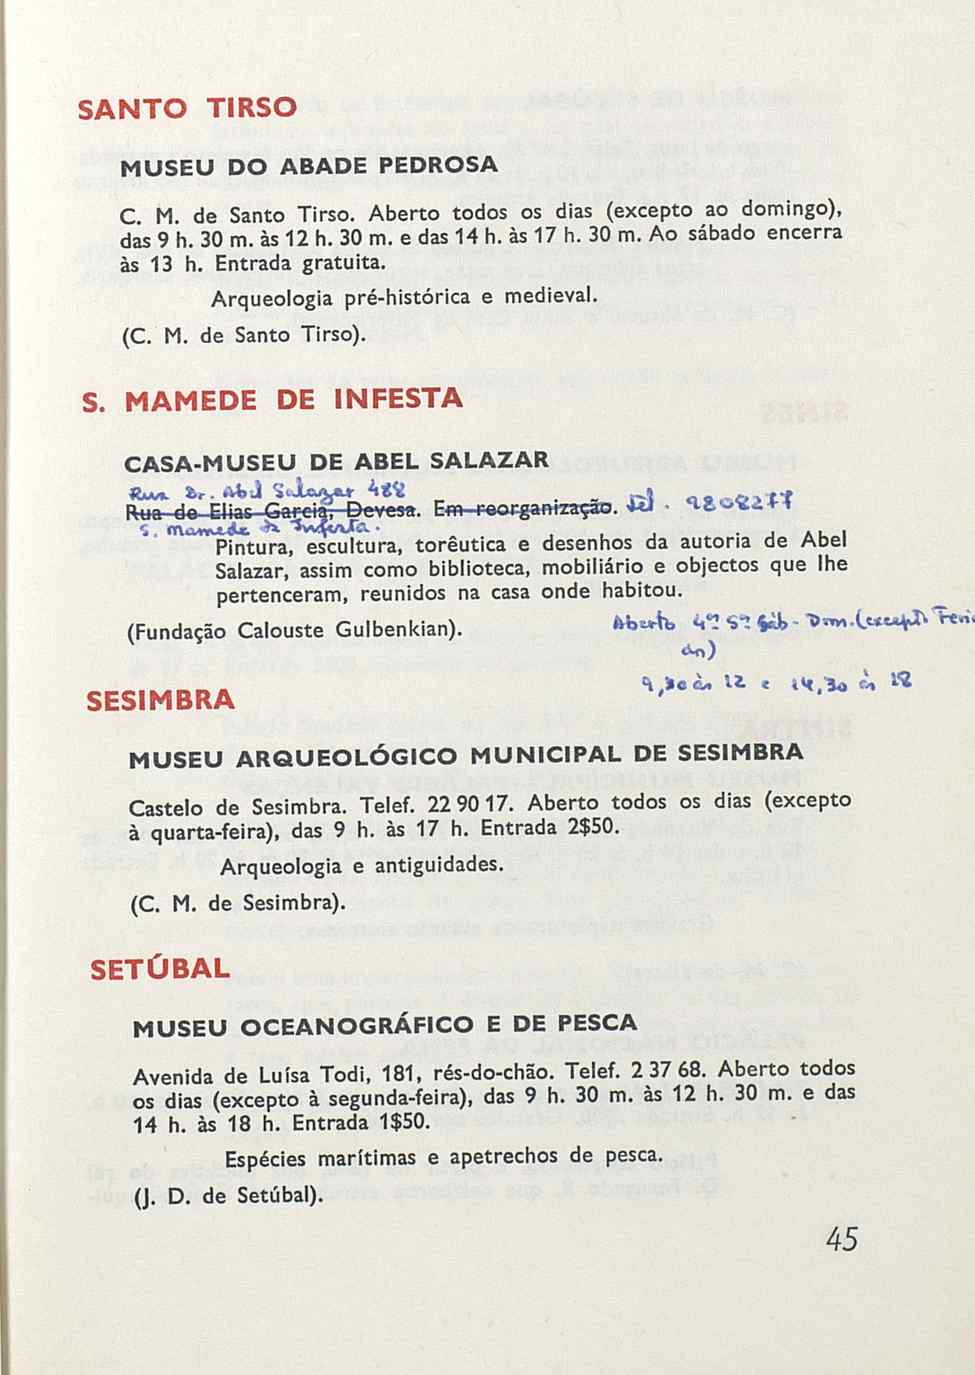 SANTO TIRSO
MUSEU DO ABADE PEDROSA
C. M. de Santo Tirso. Aberto todos os dias (excepto ao domingo),
das 9 h. 30 m. às 12 h. 30 m. e das 14 h. às 17 h. 30 m. Ao sábado encerra
às 13 h. Entrada gratuita.
Arqueologia pré-histórica e medieval.
(C. M. de Santo Tirso).
S. MAMEDE DE INFESTA
CASA-MUSEU DE ABEL SALAZAR
Rua Dr. Abel Salazar 488
Rua de Elias Garcia, Devesa. Em reorganização. Tel. 9808277
S. Mamede de Infesta.
Pintura, escultura, torêutica e desenhos da autoria de Abel
Salazar, assim como biblioteca, mobiliário e objectos que lhe
pertenceram, reunidos na casa onde habitou.
(Fundação Calouste Gulbenkian).
Aberto 4ª 5ª Sáb - Dom. (excepto
9,30 às 12 e 14,30 às 18
SESIMBRA
MUSEU ARQUEOLÓGICO MUNICIPAL DE SESIMBRA
Castelo de Sesimbra. Telef. 22 90 17. Aberto todos os dias (excepto
à quarta-feira), das 9 h. às 17 h. Entrada 2$50.
Arqueologia e antiguidades.
(C. M. de Sesimbra).
SETÚBAL
MUSEU OCEANOGRÁFICO E DE PESCA
Avenida de Luísa Todi, 181, rés-do-chão. Telef. 2 37 68. Aberto todos
os dias (excepto à segunda-feira), das 9 h. 30 m. às 12 h. 30 m. e das
14 h. às 18 h. Entrada 1$50.
Espécies marítimas e apetrechos de pesca.
(J. D. de Setúbal).
45